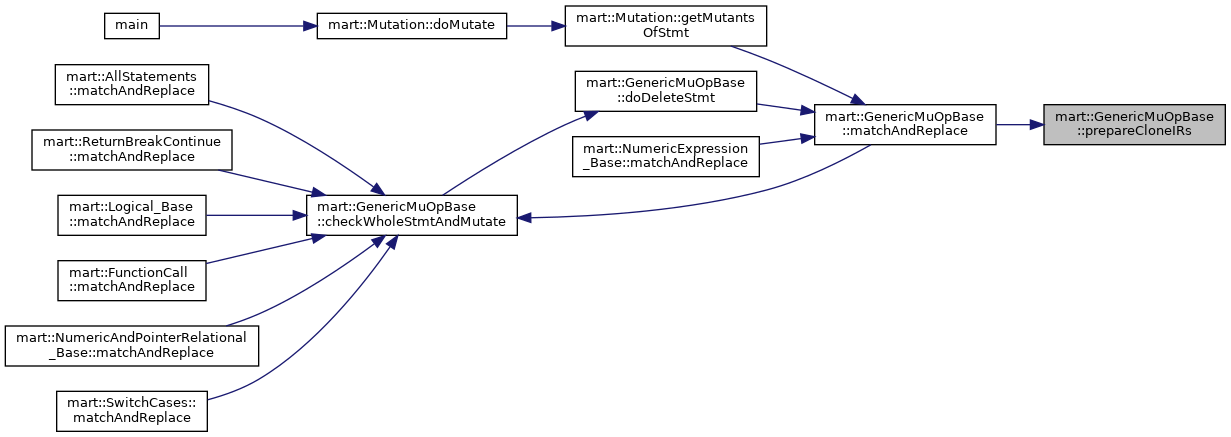 main
mart::Mutation::doMutate
mart::Mutation::getMutants
OfStmt
mart::AllStatements
::matchAndReplace
mart::GenericMuOpBase
::doDeleteStmt
mart::GenericMuOpBase
::matchAndReplace
mart::GenericMuOpBase
::prepareCloneIRs
mart::ReturnBreakContinue
::matchAndReplace
mart::NumericExpression
_Base::matchAndReplace
mart::Logical_Base
::matchAndReplace
mart::GenericMuOpBase
::checkWholeStmtAndMutate
mart::FunctionCall
::matchAndReplace
mart::NumericAndPointerRelational
_Base::matchAndReplace
mart::SwitchCases::
matchAndReplace